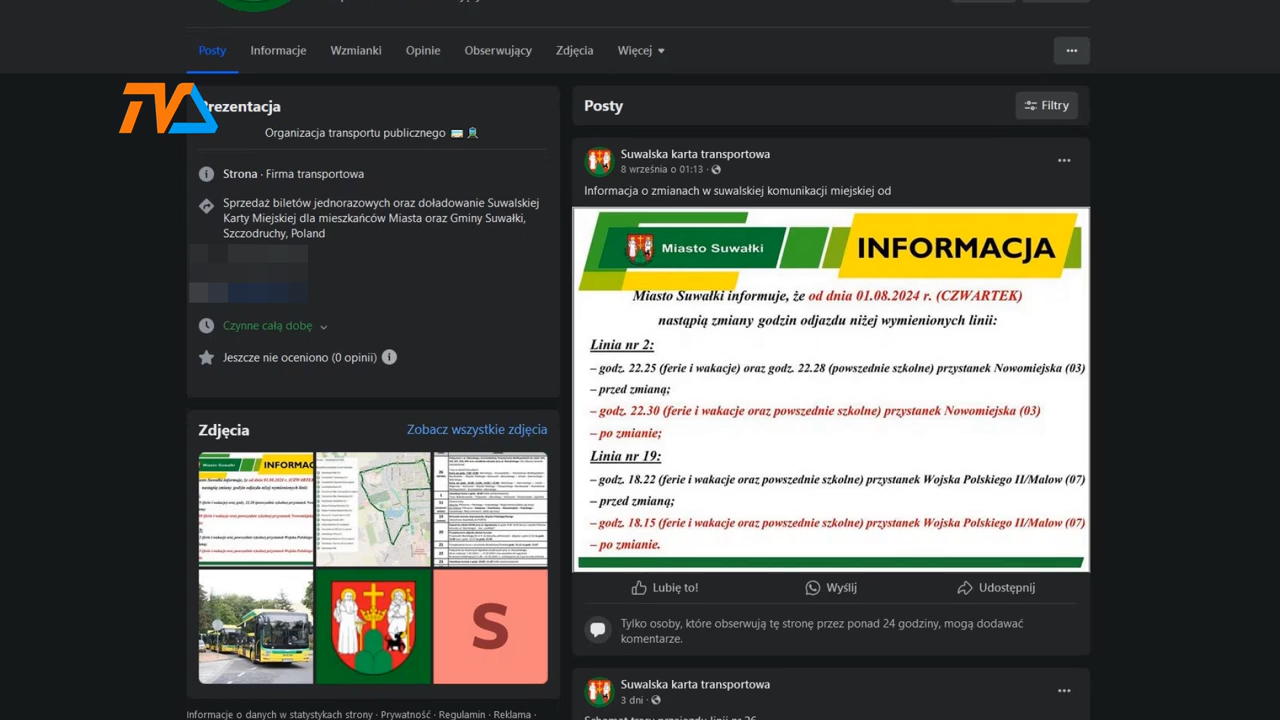 Posty
Informacje
Wzmianki
Opinie
Obserwujący
Zdjęcia
Więcej
TVΔ
Prezentacja
Organizacja transportu publicznego
Strona · Firma transportowa
Sprzedaż biletów jednorazowych oraz doładowanie Suwalskiej
Karty Miejskiej dla mieszkańców Miasta oraz Gminy Suwałki,
Szczodruchy, Poland
Czynne całą dobę
Jeszcze nie oceniono (0 opinii)
Zdjęcia
Zobacz wszystkie zdjęcia
S
Informacje o danych w statystykach strony · Prywatność · Regulamin · Reklama ·
Posty
Filtry
Suwalska karta transportowa
8 września o 01:13 ·
Informacja o zmianach w suwalskiej komunikacji miejskiej od
Miasto Suwałki
INFORMACJA
Miasto Suwałki informuje, że od dnia 01.08.2024 r. (CZWARTEK)
nastąpią zmiany godzin odjazdu niżej wymienionych linii:
Linia nr 2:
– godz. 22.25 (ferie i wakacje) oraz godz. 22.28 (powszednie szkolne) przystanek Nowomiejska (03)
– przed zmianą;
– godz. 22.30 (ferie i wakacje oraz powszednie szkolne) przystanek Nowomiejska (03)
– po zmianie;
Linia nr 19:
– godz. 18.22 (ferie i wakacje oraz powszednie szkolne) przystanek Wojska Polskiego II/Malow (07)
– przed zmianą;
– godz. 18.15 (ferie i wakacje oraz powszednie szkolne) przystanek Wojska Polskiego II/Malow (07)
– po zmianie.
Lubię to!
Wyślij
Udostępnij
Tylko osoby, które obserwują tę stronę przez ponad 24 godziny, mogą dodawać
komentarze.
Suwalska karta transportowa
3 dni ·